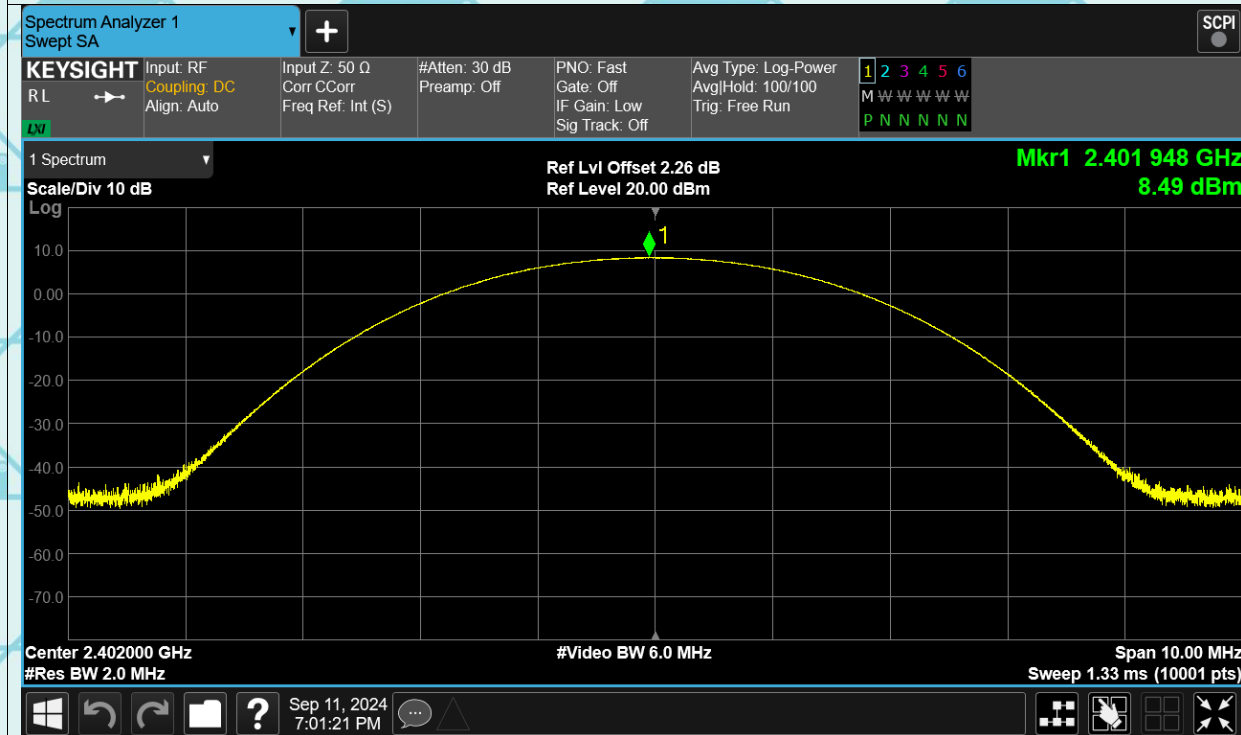 Spectrum Analyzer 1
Swept SA
+
SCPI
KEYSIGHT
RL
LXI
Input: RF
Coupling: DC
Align: Auto
Input Z: 50 Ω
Corr CCorr
Freq Ref: Int (S)
#Atten: 30 dB
Preamp: Off
PNO: Fast
Gate: Off
IF Gain: Low
Sig Track: Off
Avg Type: Log-Power
Avg|Hold: 100/100
Trig: Free Run
1 2 3 4 5 6
M W W W W W
P N N N N N
1 Spectrum
Scale/Div 10 dB
Log
Ref Lvl Offset 2.26 dB
Ref Level 20.00 dBm
Mkr1 2.401 948 GHz
8.49 dBm
1
10.0
0.00
-10.0
-20.0
-30.0
-40.0
-50.0
-60.0
-70.0
Center 2.402000 GHz
#Res BW 2.0 MHz
#Video BW 6.0 MHz
Span 10.00 MHz
Sweep 1.33 ms (10001 pts)
?
Sep 11, 2024
7:01:21 PM